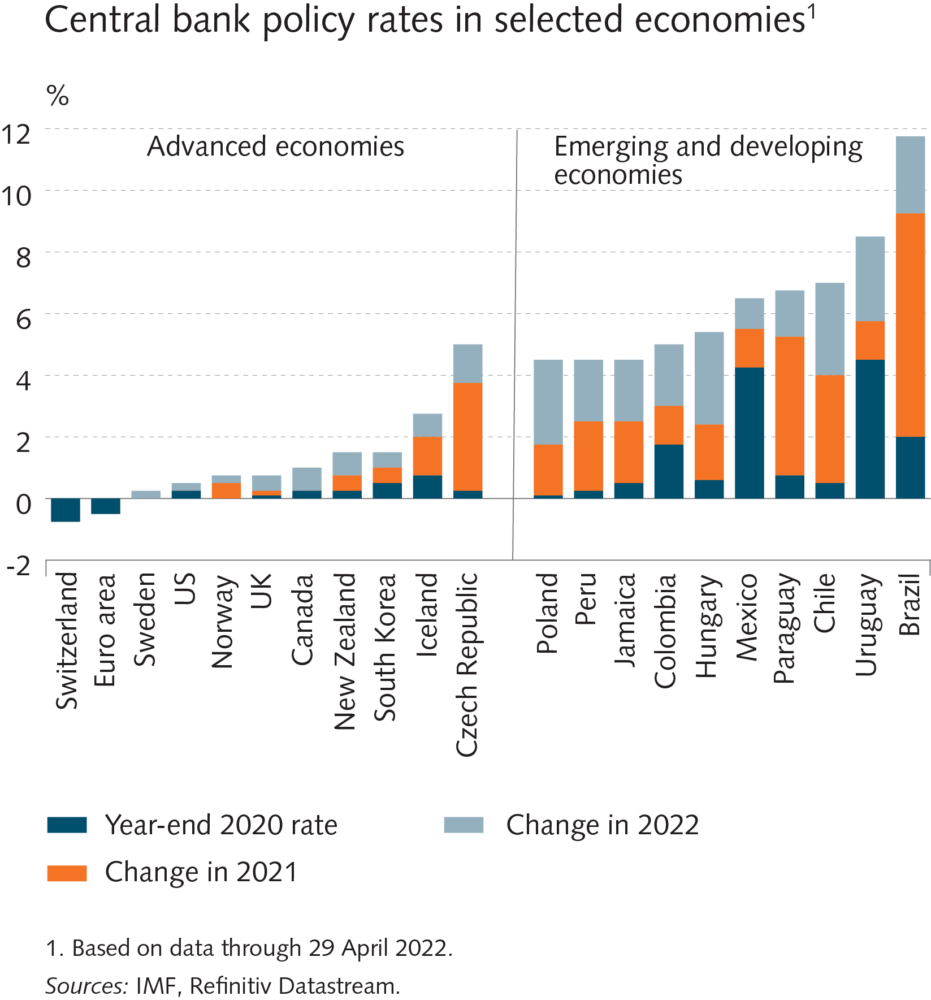 Central bank policy rates in selected economies¹
%
12
10
8
6
4
2
0
-2
Advanced economies
Emerging and developing
economies
Switzerland
Euro area
Sweden
US
Norway
UK
Canada
New Zealand
South Korea
Iceland
Czech Republic
Poland
Peru
Jamaica
Colombia
Hungary
Mexico
Paraguay
Chile
Uruguay
Brazil
Year-end 2020 rate
Change in 2022
Change in 2021
1. Based on data through 29 April 2022.
Sources: IMF, Refinitiv Datastream.